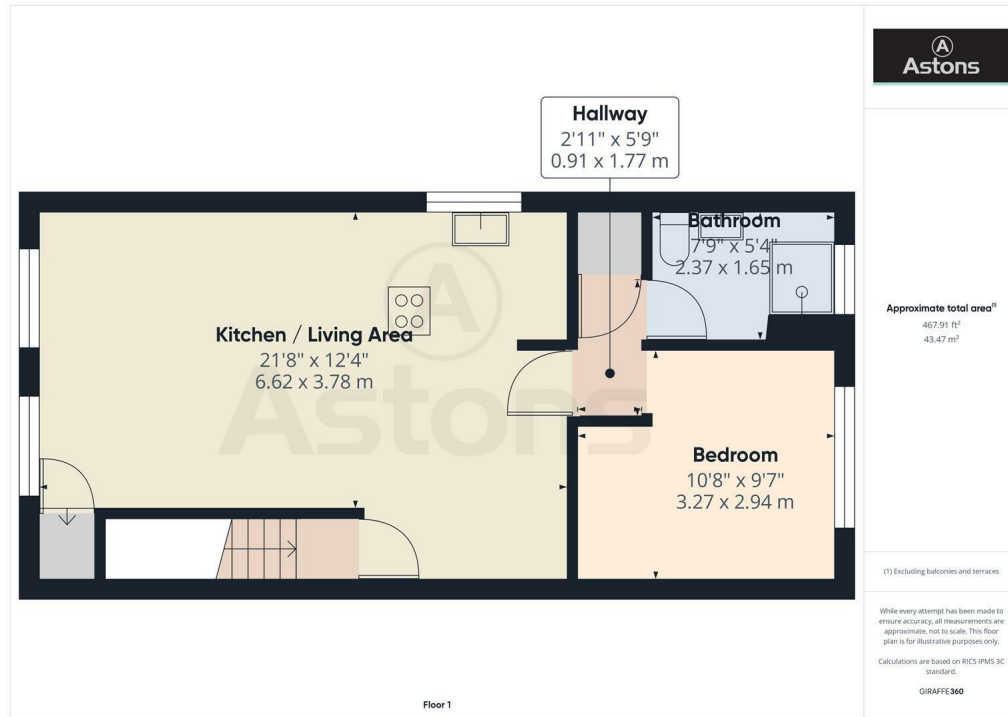 A
Astons
Hallway
2'11" x 5'9"
0.91 x 1.77 m
Bathroom
7'9" x 5'4"
2.37 x 1.65 m
Kitchen / Living Area
21'8" x 12'4"
6.62 x 3.78 m
A
Astons
Bedroom
10'8" x 9'7"
3.27 x 2.94 m
Floor 1
Approximate total area(1)
467.91 ft²
43.47 m²
(1) Excluding balconies and terraces
While every attempt has been made to
ensure accuracy, all measurements are
approximate, not to scale. This floor
plan is for illustrative purposes only.
Calculations are based on RICS IPMS 3C
standard.
GIRAFFE360